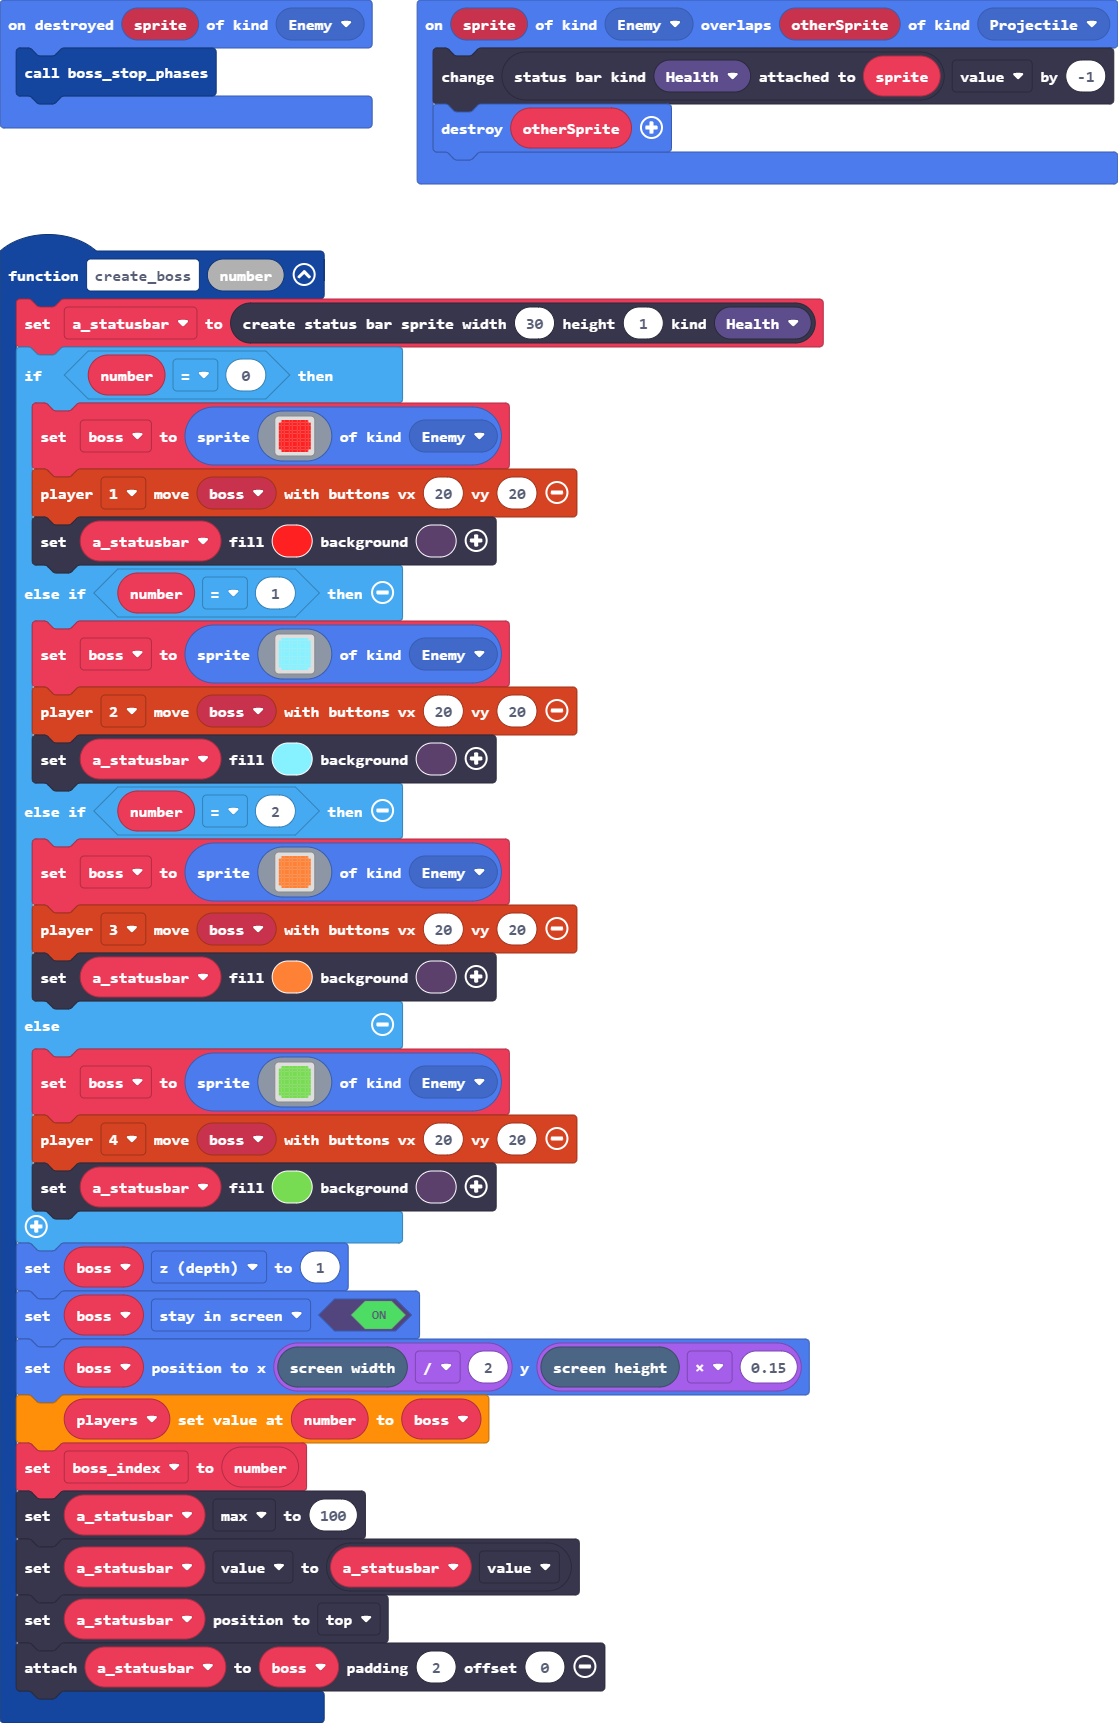 on destroyed sprite of kind Enemy
call boss_stop_phases
on sprite of kind Enemy overlaps otherSprite of kind Projectile
change status bar kind Health attached to sprite value by -1
destroy otherSprite
function create_boss number
set a_statusbar to create status bar sprite width 30 height 1 kind Health
if number = 0 then
set boss to sprite of kind Enemy
player 1 move boss with buttons vx 20 vy 20
set a_statusbar fill background
else if number = 1 then
set boss to sprite of kind Enemy
player 2 move boss with buttons vx 20 vy 20
set a_statusbar fill background
else if number = 2 then
set boss to sprite of kind Enemy
player 3 move boss with buttons vx 20 vy 20
set a_statusbar fill background
else
set boss to sprite of kind Enemy
player 4 move boss with buttons vx 20 vy 20
set a_statusbar fill background
set boss z (depth) to 1
set boss stay in screen ON
set boss position to x screen width / 2 y screen height × 0.15
players set value at number to boss
set boss_index to number
set a_statusbar max to 100
set a_statusbar value to a_statusbar value
set a_statusbar position to top
attach a_statusbar to boss padding 2 offset 0